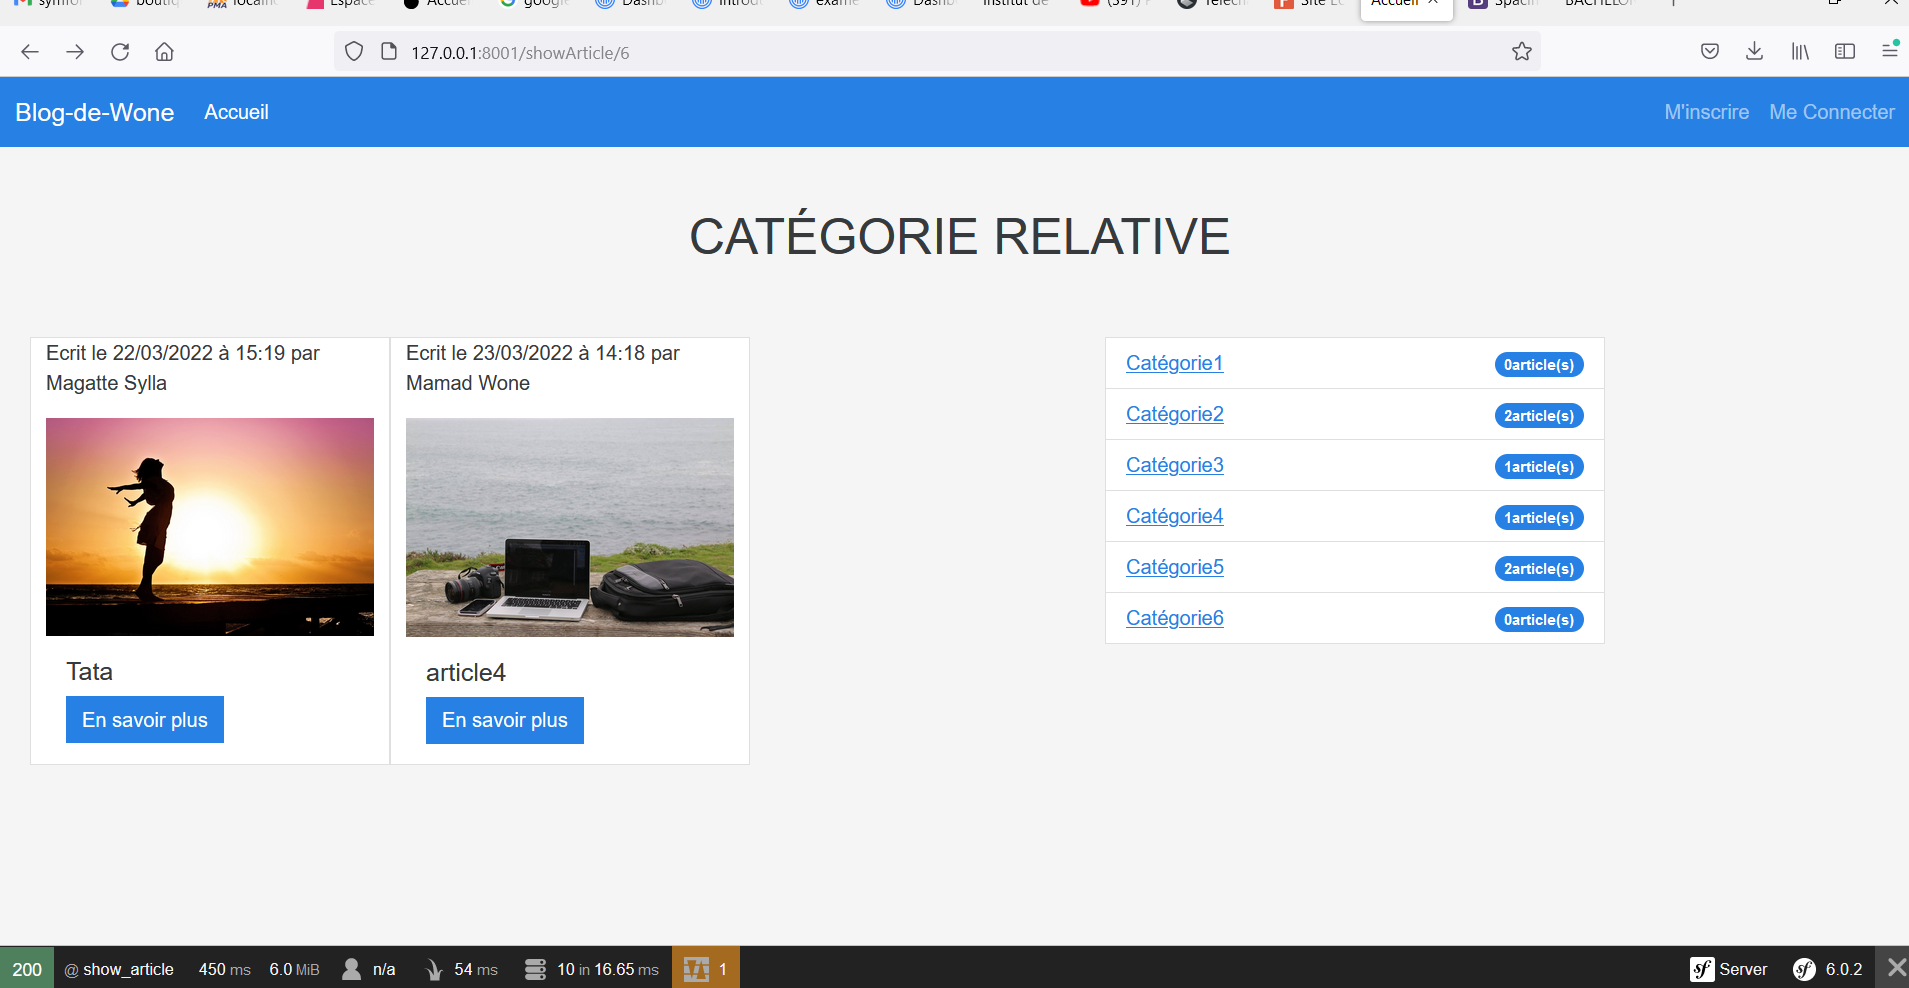 Accueil
127.0.0.1:8001/showArticle/6
Blog-de-Wone
Accueil
M'inscrire
Me Connecter
CATÉGORIE RELATIVE
Ecrit le 22/03/2022 à 15:19 par
Magatte Sylla
Tata
En savoir plus
Ecrit le 23/03/2022 à 14:18 par
Mamad Wone
article4
En savoir plus
Catégorie1 0article(s)
Catégorie2 2article(s)
Catégorie3 1article(s)
Catégorie4 1article(s)
Catégorie5 2article(s)
Catégorie6 0article(s)
200 @ show_article 450 ms 6.0 MiB n/a 54 ms 10 in 16.65 ms 1 sf Server sf 6.0.2